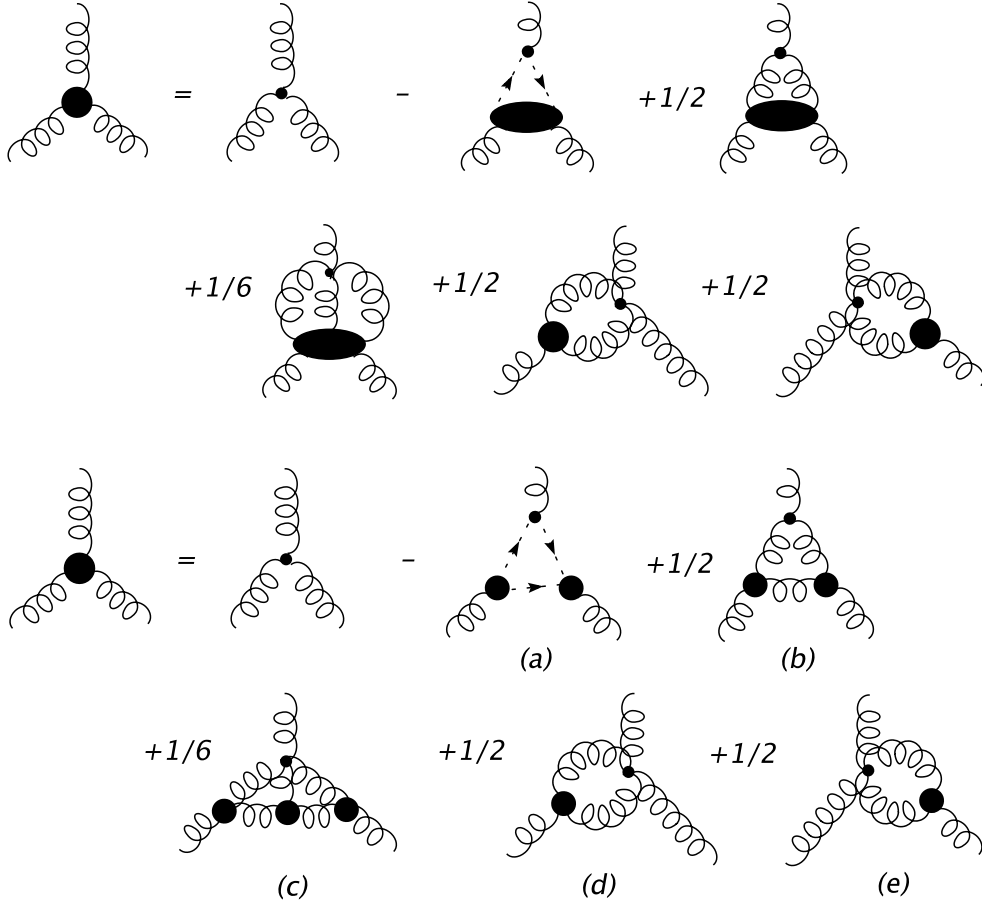 = – +1/2
+1/6 +1/2 +1/2
= – +1/2
(a) (b)
+1/6 +1/2 +1/2
(c) (d) (e)